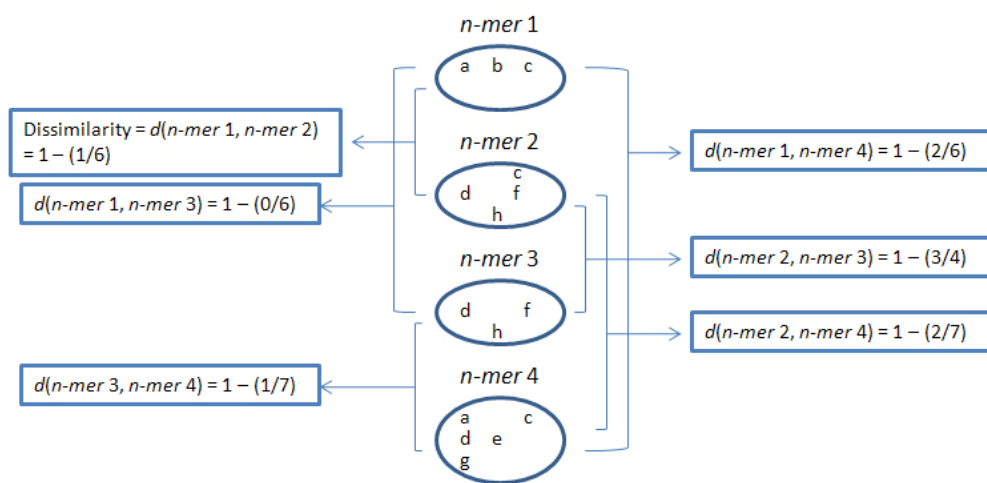 n-mer 1
a b c
Dissimilarity = d(n-mer 1, n-mer 2)
= 1 – (1/6)
n-mer 2
c
d f
h
d(n-mer 1, n-mer 4) = 1 – (2/6)
d(n-mer 1, n-mer 3) = 1 – (0/6)
n-mer 3
d f
h
d(n-mer 2, n-mer 3) = 1 – (3/4)
d(n-mer 2, n-mer 4) = 1 – (2/7)
n-mer 4
d(n-mer 3, n-mer 4) = 1 – (1/7)
a c
d e
g